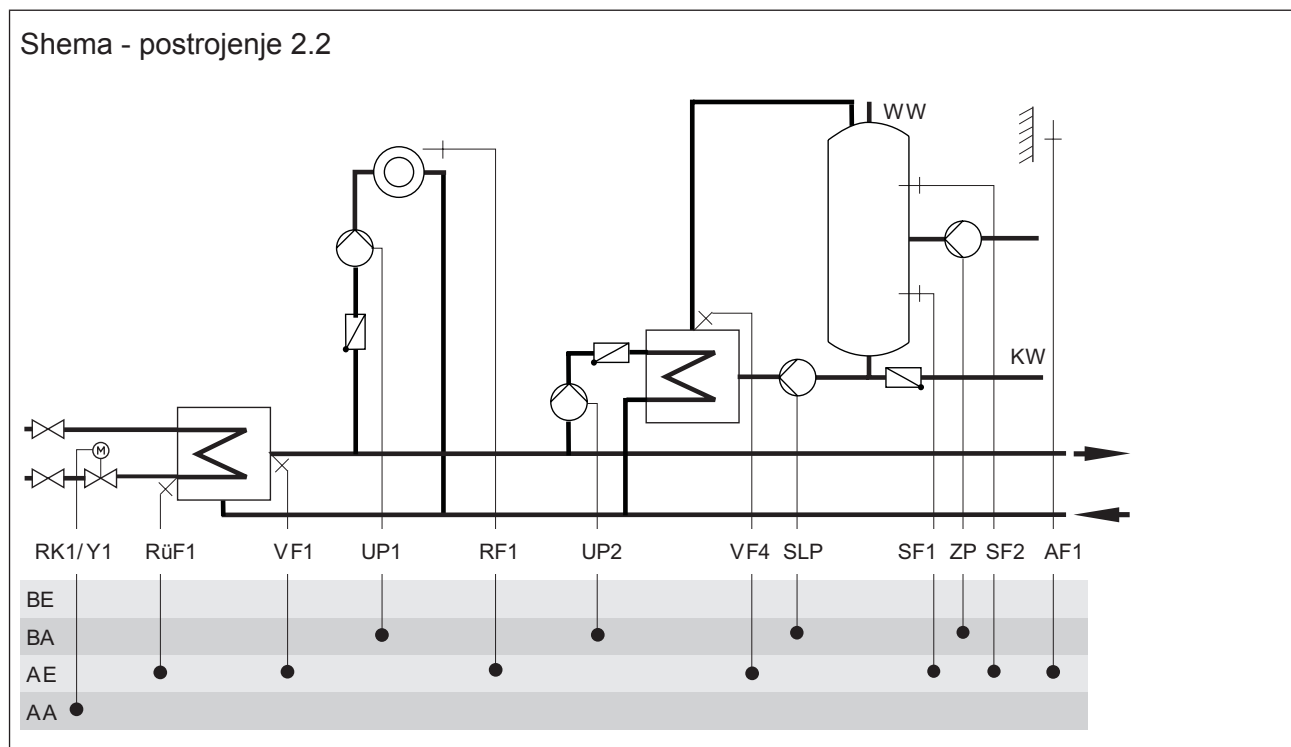 Shema - postrojenje 2.2
WW
KW
M
RK1/Y1 RüF1 VF1 UP1 RF1 UP2 VF4 SLP SF1 ZP SF2 AF1
BE
BA
AE
AA